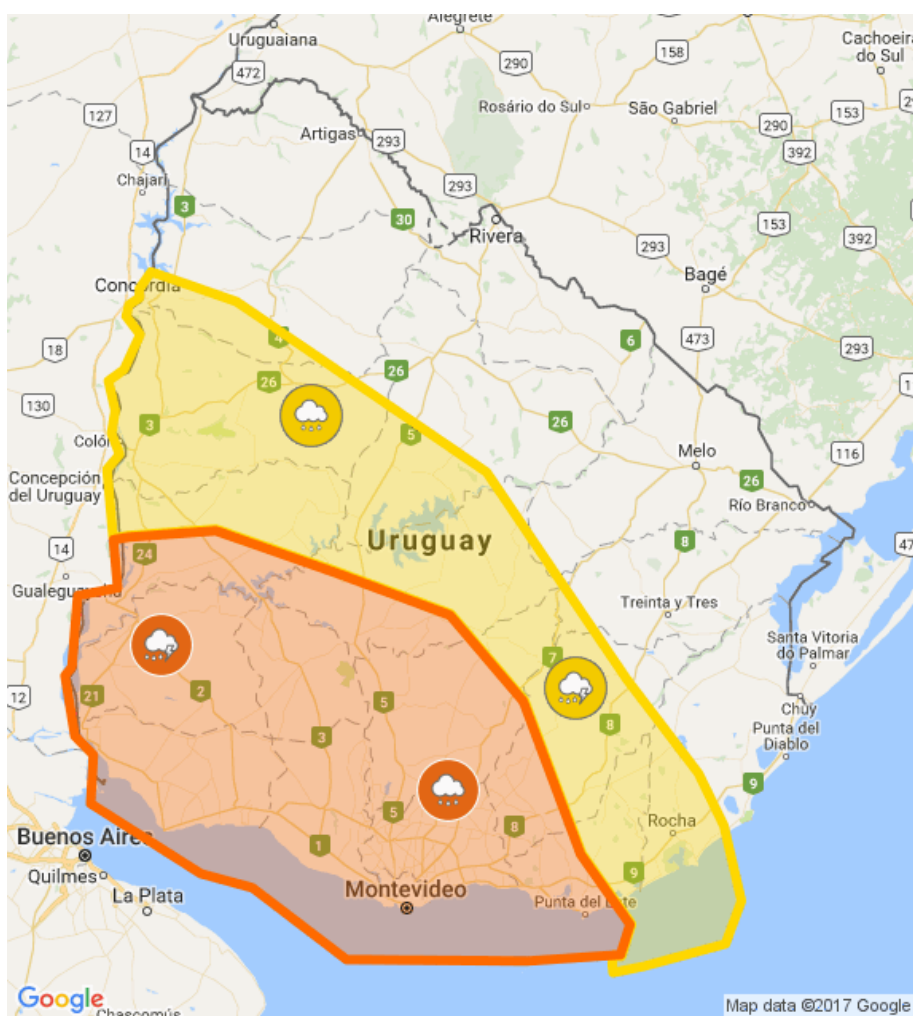 Alegrete
Uruguaiana
Cachoeira
do Sul
158
290
472
Rosário do Sul
São Gabriel
127
153
290
Artigas
293
14
392
Chajarí
293
3
30
153
Rivera
392
293
Bagé
Concordia
473
6
4
18
293
26
26
130
26
3
5
Colón
Melo
116
Concepción
del Uruguay
26
Río Branco
Uruguay
8
47
14
24
Gualeguaychú
Treinta y Tres
Santa Vitoria
do Palmar
7
12
21
2
5
Chuy
8
3
Punta del
Diablo
9
Rocha
5
8
Buenos Aires
1
9
Quilmes
Montevideo
La Plata
Punta del Este
Google
Map data ©2017 Google
Chascomús